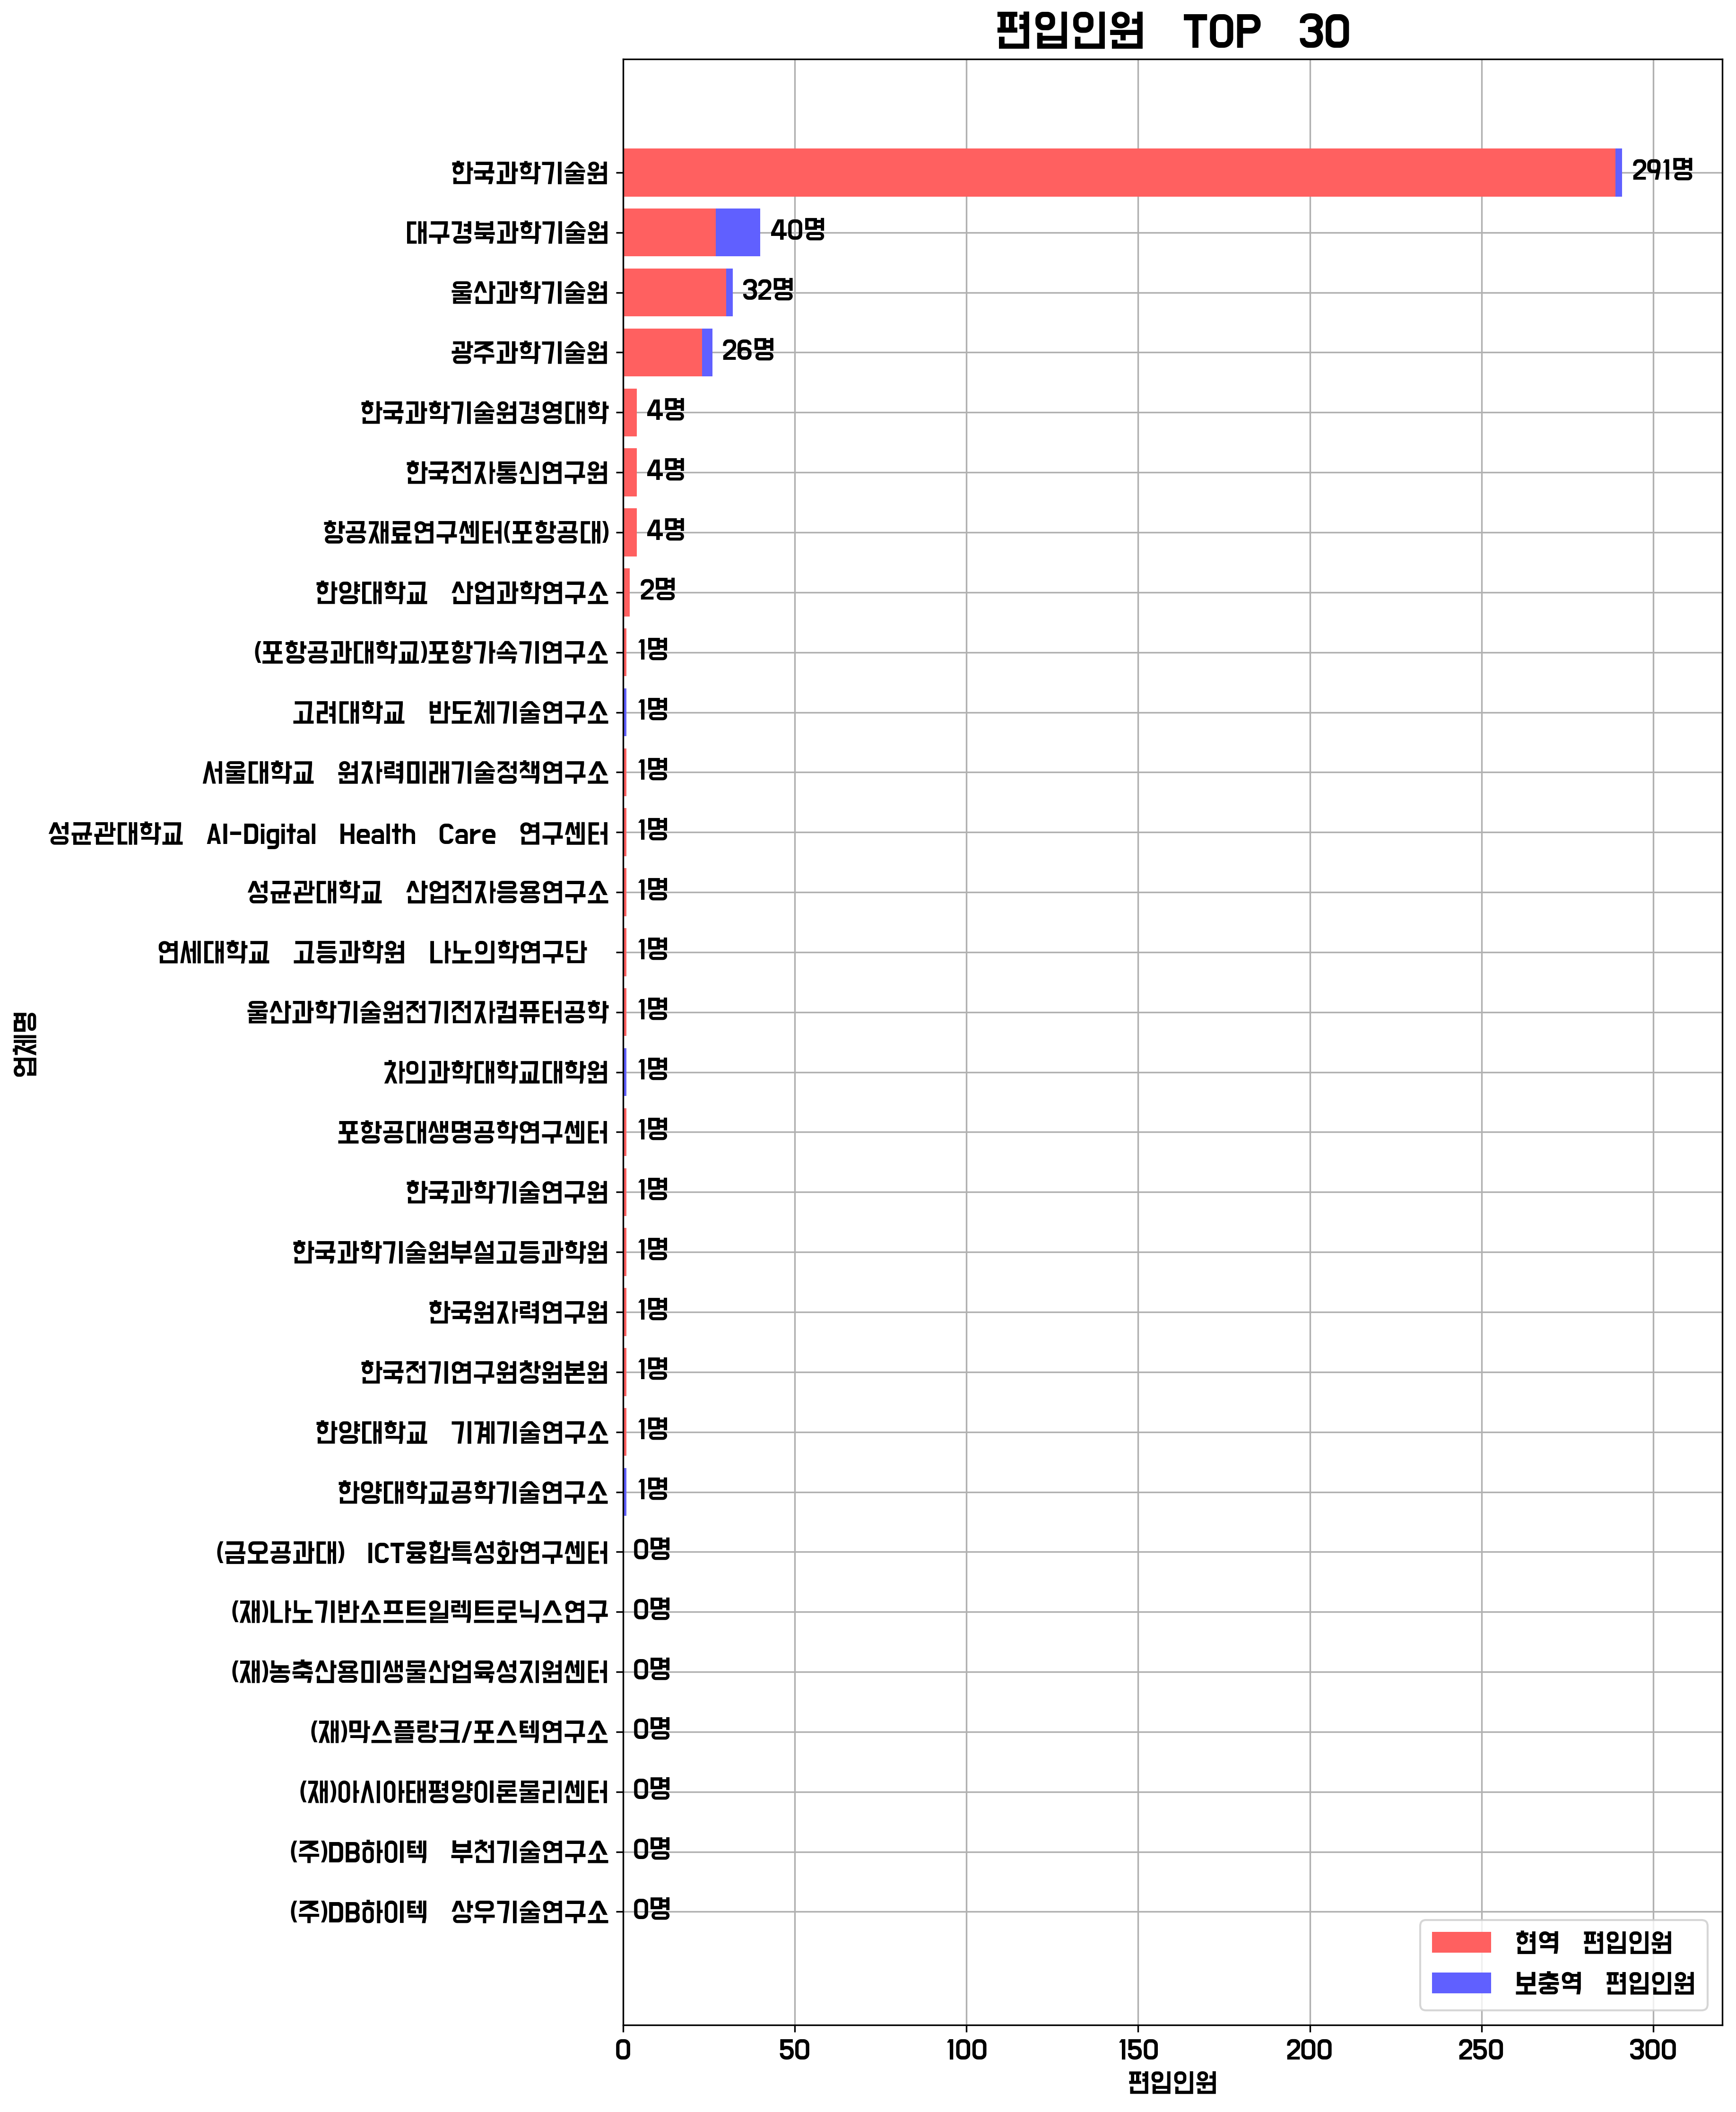 편입인원 TOP 30
한국과학기술원 291명
대구경북과학기술원 40명
울산과학기술원 32명
광주과학기술원 26명
한국과학기술원경영대학 4명
한국전자통신연구원 4명
항공재료연구센터(포항공대) 4명
한양대학교 산업과학연구소 2명
(포항공과대학교)포항가속기연구소 1명
고려대학교 반도체기술연구소 1명
서울대학교 원자력미래기술정책연구소 1명
성균관대학교 AI-Digital Health Care 연구센터 1명
성균관대학교 산업전자응용연구소 1명
연세대학교 고등과학원 나노의학연구단 1명
울산과학기술원전기전자컴퓨터공학 1명
차의과학대학교대학원 1명
포항공대생명공학연구센터 1명
한국과학기술연구원 1명
한국과학기술원부설고등과학원 1명
한국원자력연구원 1명
한국전기연구원창원본원 1명
한양대학교 기계기술연구소 1명
한양대학교공학기술연구소 1명
(금오공과대) ICT융합특성화연구센터 0명
(재)나노기반소프트일렉트로닉스연구 0명
(재)농축산용미생물산업육성지원센터 0명
(재)막스플랑크/포스텍연구소 0명
(재)아시아태평양이론물리센터 0명
(주)DB하이텍 부천기술연구소 0명
(주)DB하이텍 상우기술연구소 0명
업체명
현역 편입인원
보충역 편입인원
0 50 100 150 200 250 300
편입인원